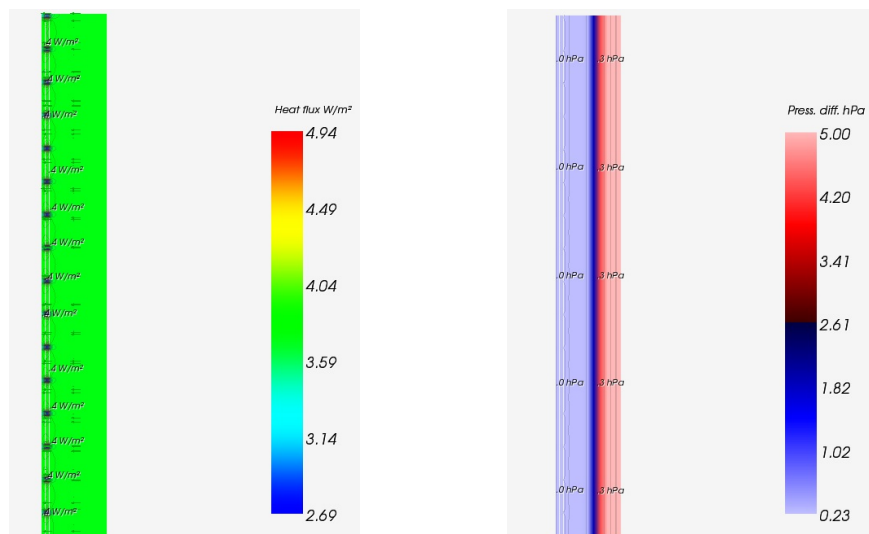 Heat flux W/m²
4.94
4.49
4.04
3.59
3.14
2.69
.4 W/m²
.4 W/m²
.4 W/m²
.4 W/m²
.4 W/m²
.4 W/m²
.4 W/m²
.4 W/m²
.4 W/m²
.4 W/m²
.4 W/m²
.4 W/m²
.4 W/m²
Press. diff. hPa
5.00
4.20
3.41
2.61
1.82
1.02
0.23
.0 hPa .3 hPa
.0 hPa .3 hPa
.0 hPa .3 hPa
.0 hPa .3 hPa
.0 hPa .3 hPa